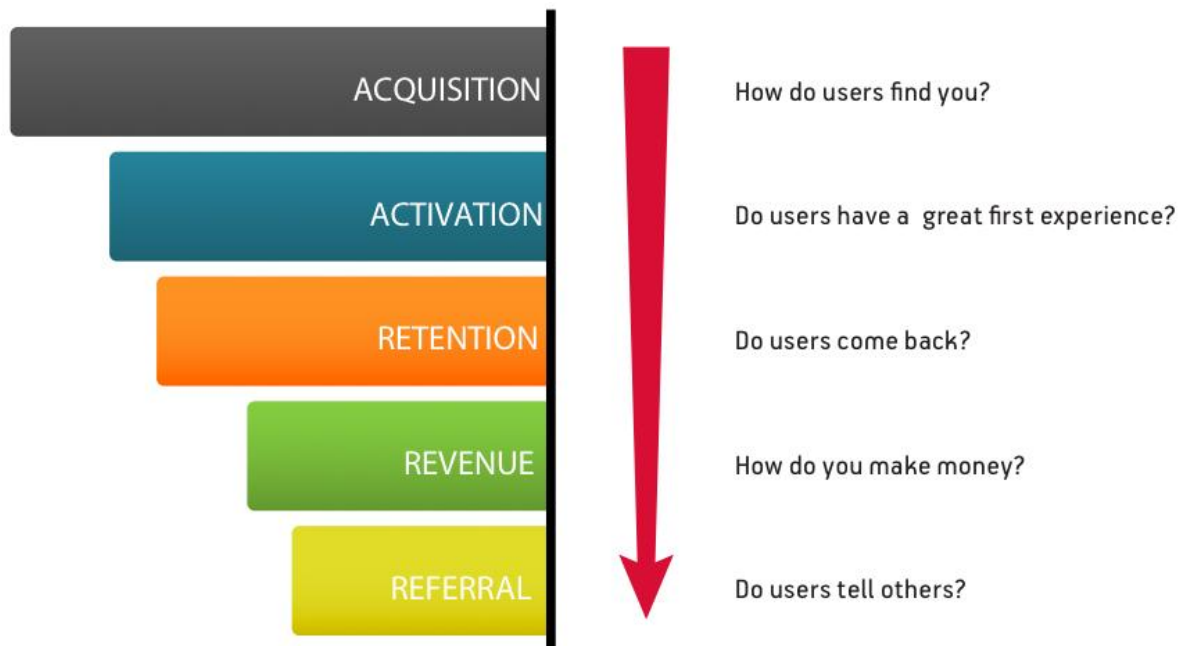 ACQUISITION
How do users find you?
ACTIVATION
Do users have a great first experience?
RETENTION
Do users come back?
REVENUE
How do you make money?
REFERRAL
Do users tell others?